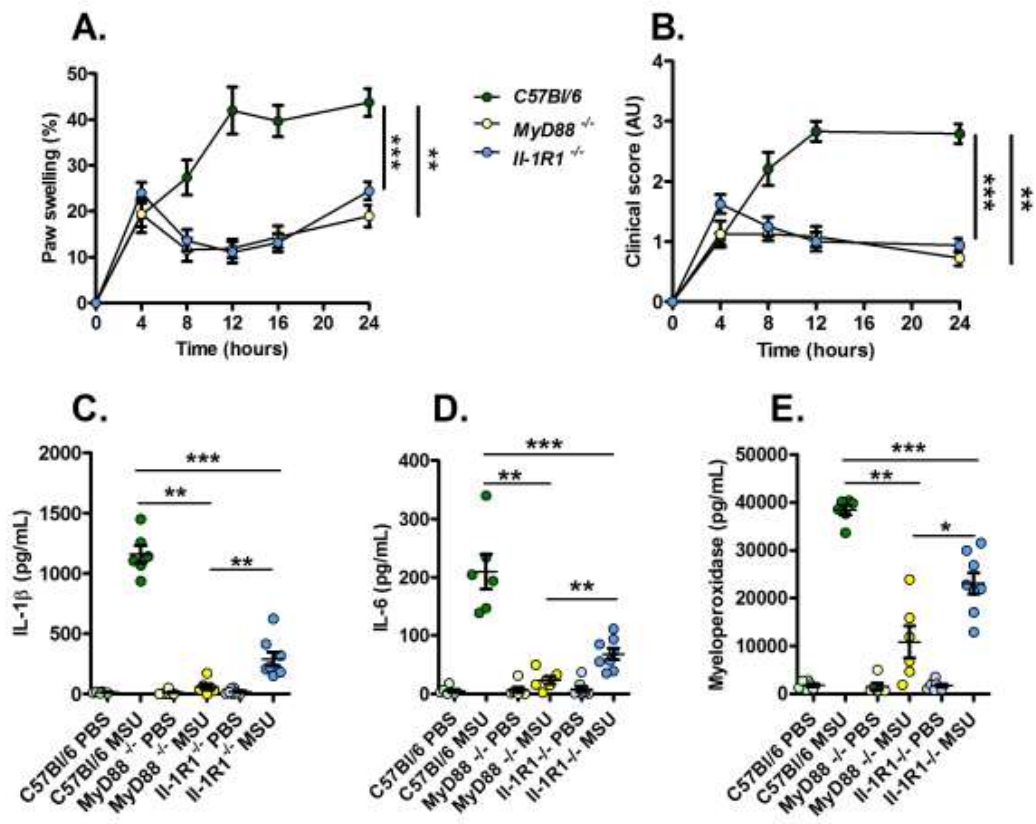 A.
Paw swelling (%)
50
40
30
20
10
0
0 4 8 12 16 20 24
Time (hours)
***
**
C57Bl/6
MyD88 -/-
Il-1R1 -/-
B.
Clinical score (AU)
4
3
2
1
0
0 4 8 12 16 20 24
Time (hours)
***
**
C.
IL-1β (pg/mL)
2000
1500
1000
500
0
***
**
**
C57Bl/6 PBS
C57Bl/6 MSU
MyD88 -/- PBS
MyD88 -/- MSU
Il-1R1 -/- PBS
Il-1R1 -/- MSU
D.
IL-6 (pg/mL)
400
300
200
100
0
***
**
**
C57Bl/6 PBS
C57Bl/6 MSU
MyD88 -/- PBS
MyD88 -/- MSU
Il-1R1-/- PBS
Il-1R1-/- MSU
E.
Myeloperoxidase (pg/mL)
50000
40000
30000
20000
10000
0
***
**
*
C57Bl/6 PBS
C57Bl/6 MSU
MyD88 -/- PBS
MyD88 -/- MSU
Il-1R1-/- PBS
Il-1R1-/- MSU